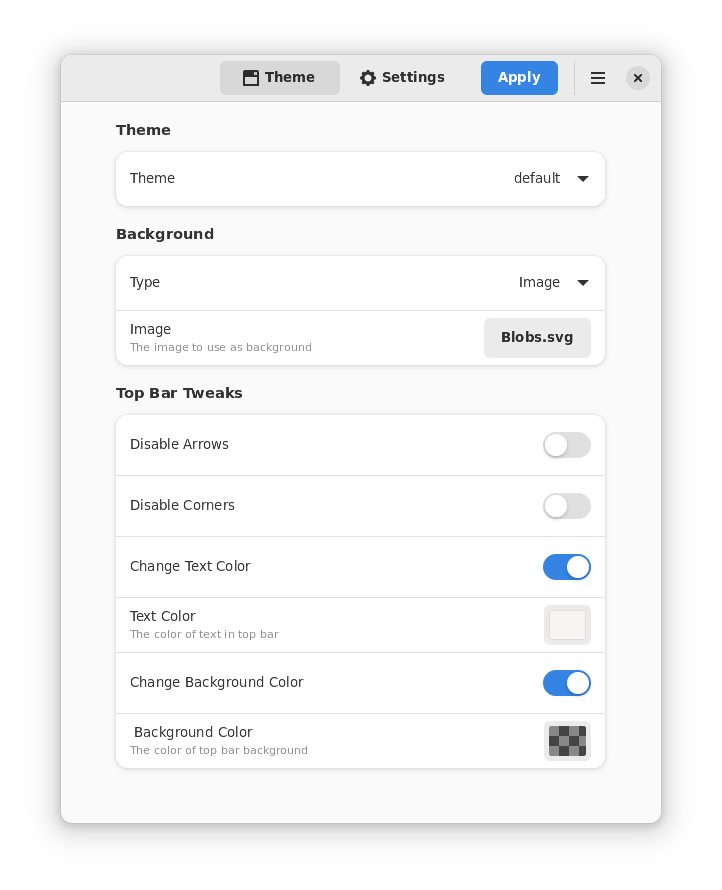 Theme
Settings
Apply
Theme
Theme
default
Background
Type
Image
Image
The image to use as background
Blobs.svg
Top Bar Tweaks
Disable Arrows
Disable Corners
Change Text Color
Text Color
The color of text in top bar
Change Background Color
Background Color
The color of top bar background